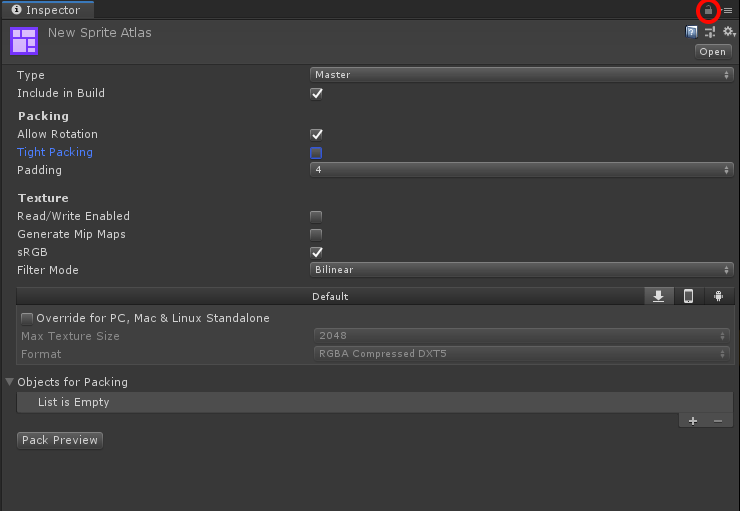 Inspector
New Sprite Atlas
Open
Type Master
Include in Build
Packing
Allow Rotation
Tight Packing
Padding 4
Texture
Read/Write Enabled
Generate Mip Maps
sRGB
Filter Mode Bilinear
Default
Override for PC, Mac & Linux Standalone
Max Texture Size 2048
Format RGBA Compressed DXT5
Objects for Packing
List is Empty
Pack Preview